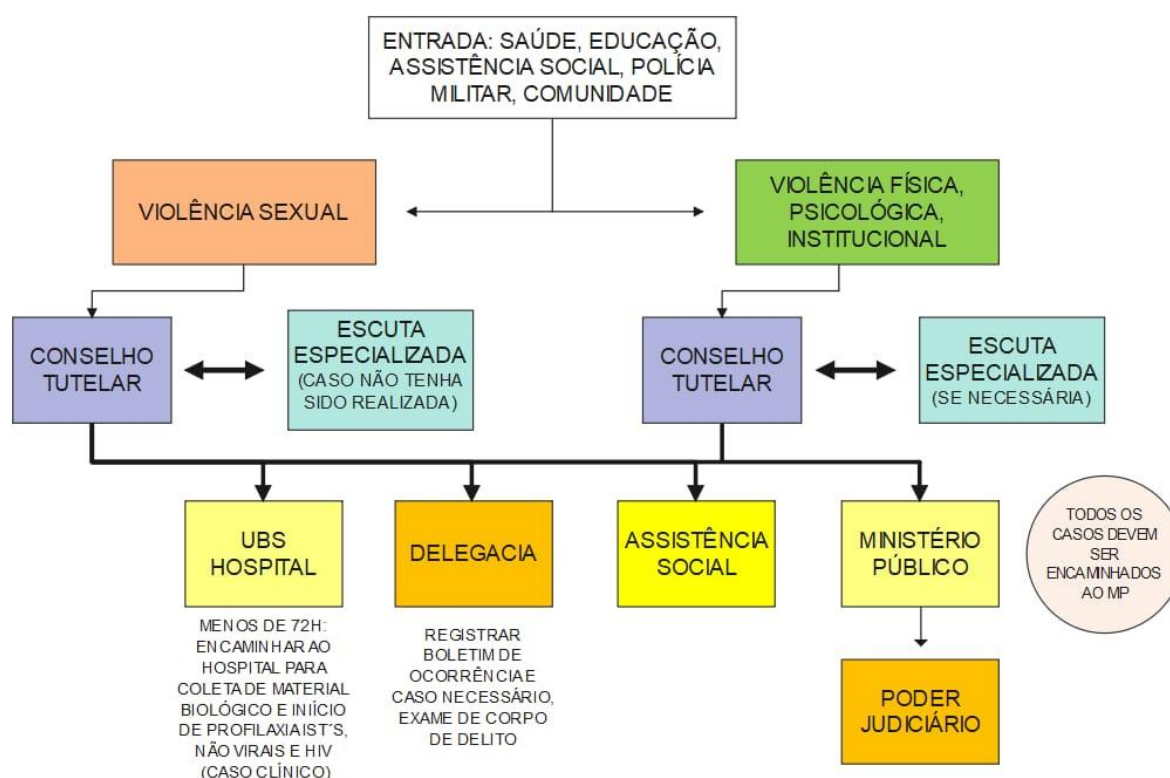 ENTRADA: SAÚDE, EDUCAÇÃO,
ASSISTÊNCIA SOCIAL, POLÍCIA
MILITAR, COMUNIDADE
VIOLÊNCIA SEXUAL
VIOLÊNCIA FÍSICA,
PSICOLÓGICA,
INSTITUCIONAL
CONSELHO
TUTELAR
ESCUTA
ESPECIALIZADA
(CASO NÃO TENHA
SIDO REALIZADA)
CONSELHO
TUTELAR
ESCUTA
ESPECIALIZADA
(SE NECESSÁRIA)
UBS
HOSPITAL
DELEGACIA
ASSISTÊNCIA
SOCIAL
MINISTÉRIO
PÚBLICO
TODOS OS
CASOS DEVEM
SER
ENCAMINHADOS
AO MP
MENOS DE 72H:
ENCAMINHAR AO
HOSPITAL PARA
COLETA DE MATERIAL
BIOLÓGICO E INIÍCIO
DE PROFILAXIA IST´S,
NÃO VIRAIS E HIV
(CASO CLÍNICO)
REGISTRAR
BOLETIM DE
OCORRÊNCIA E
CASO NECESSÁRIO,
EXAME DE CORPO
DE DELITO
PODER
JUDICIÁRIO